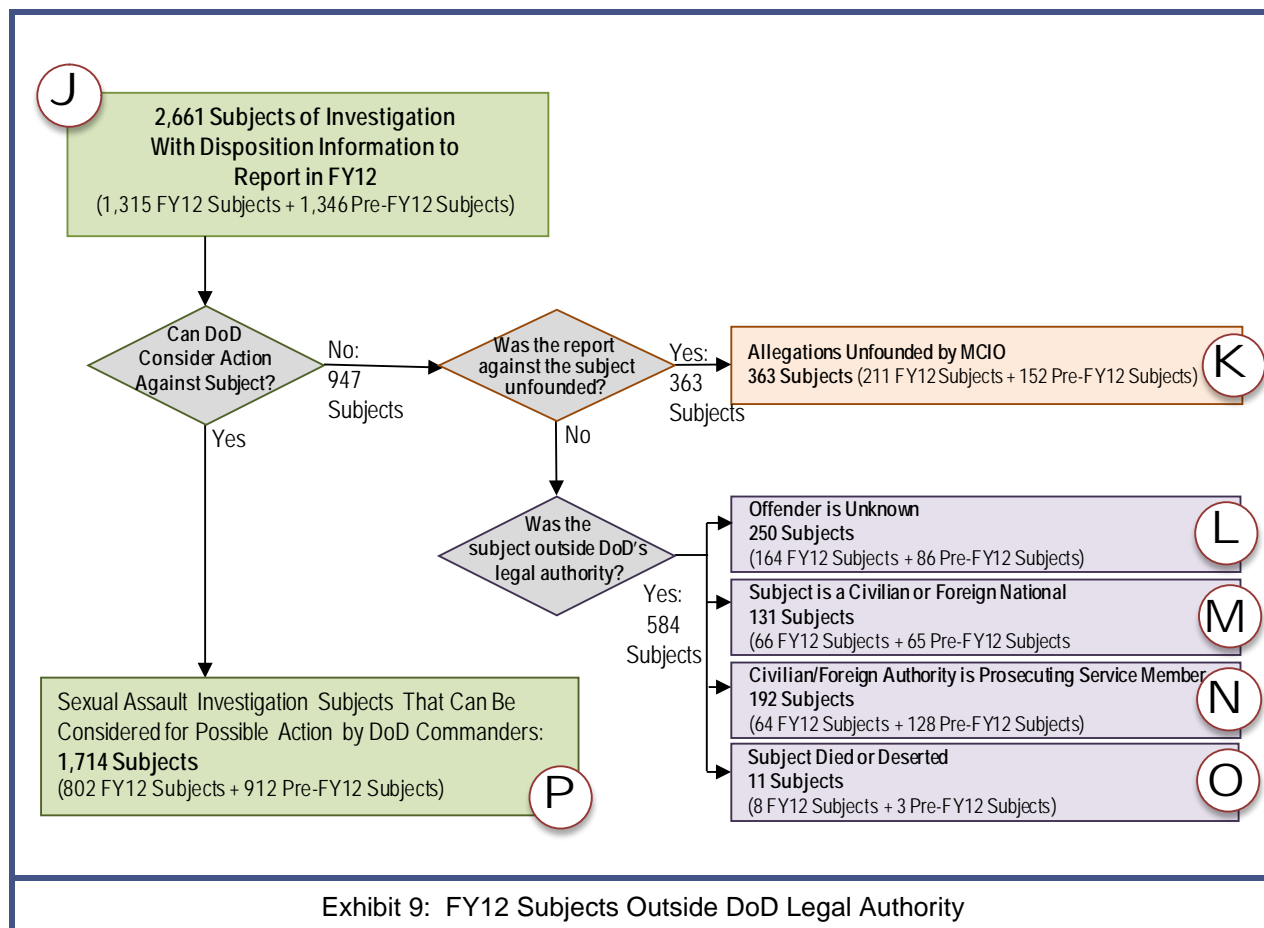 J
2,661 Subjects of Investigation
With Disposition Information to
Report in FY12
(1,315 FY12 Subjects + 1,346 Pre-FY12 Subjects)
Can DoD
Consider Action
Against Subject?
No:
947
Subjects
Was the report
against the subject
unfounded?
Yes:
363
Subjects
Allegations Unfounded by MCIO
363 Subjects (211 FY12 Subjects + 152 Pre-FY12 Subjects)
K
Yes
No
Was the
subject outside DoD's
legal authority?
Yes:
584
Subjects
Offender is Unknown
250 Subjects
(164 FY12 Subjects + 86 Pre-FY12 Subjects)
L
Subject is a Civilian or Foreign National
131 Subjects
(66 FY12 Subjects + 65 Pre-FY12 Subjects
M
Civilian/Foreign Authority is Prosecuting Service Member
192 Subjects
(64 FY12 Subjects + 128 Pre-FY12 Subjects)
N
Subject Died or Deserted
11 Subjects
(8 FY12 Subjects + 3 Pre-FY12 Subjects)
O
Sexual Assault Investigation Subjects That Can Be
Considered for Possible Action by DoD Commanders:
1,714 Subjects
(802 FY12 Subjects + 912 Pre-FY12 Subjects)
P
Exhibit 9: FY12 Subjects Outside DoD Legal Authority